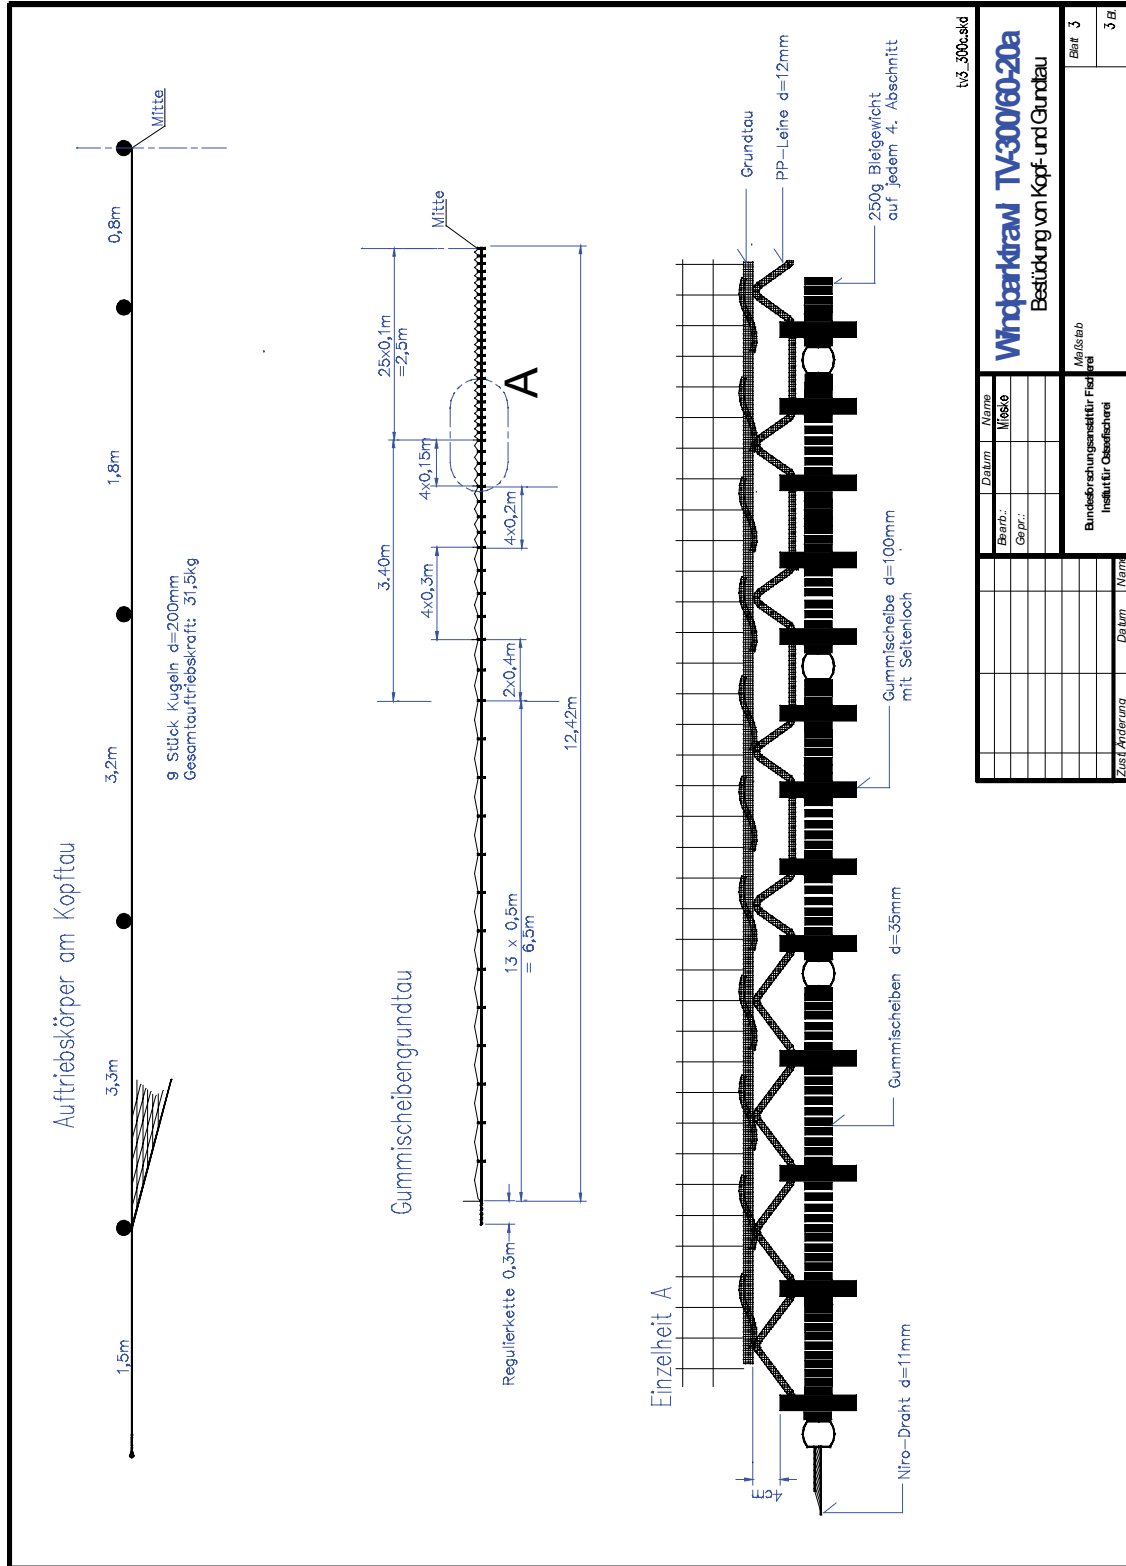 Auftriebskörper am Kopftau
1,5m
3,3m
3,2m
1,8m
0,8m
Mitte
9 Stück Kugeln d=200mm
Gesamtauftriebskraft: 31,5kg
Gummischeibengrundtau
Regulierkette 0,3m
13 x 0,5m
= 6,5m
2x0,4m
4x0,3m
4x0,2m
4x0,15m
3.40m
25x0,1m
=2,5m
12,42m
Mitte
A
Einzelheit A
Niro-Draht d=11mm
Gummischeiben d=35mm
Gummischeibe d=100mm
mit Seitenloch
250g Bleigewicht
auf jedem 4. Abschnitt
PP-Leine d=12mm
Grundtau
tv3_300c.skd
Zust.
Änderung
Datum
Name
Datum
Name
Bearb.:
Mieske
Gepr.:
Bundesforschungsanstalt für Fischerei
Institut für Ostseefischerei
Windparktrawl TV-300/60-20a
Bestückung von Kopf- und Grundtau
Maßstab
Blatt 3
3 Bl.